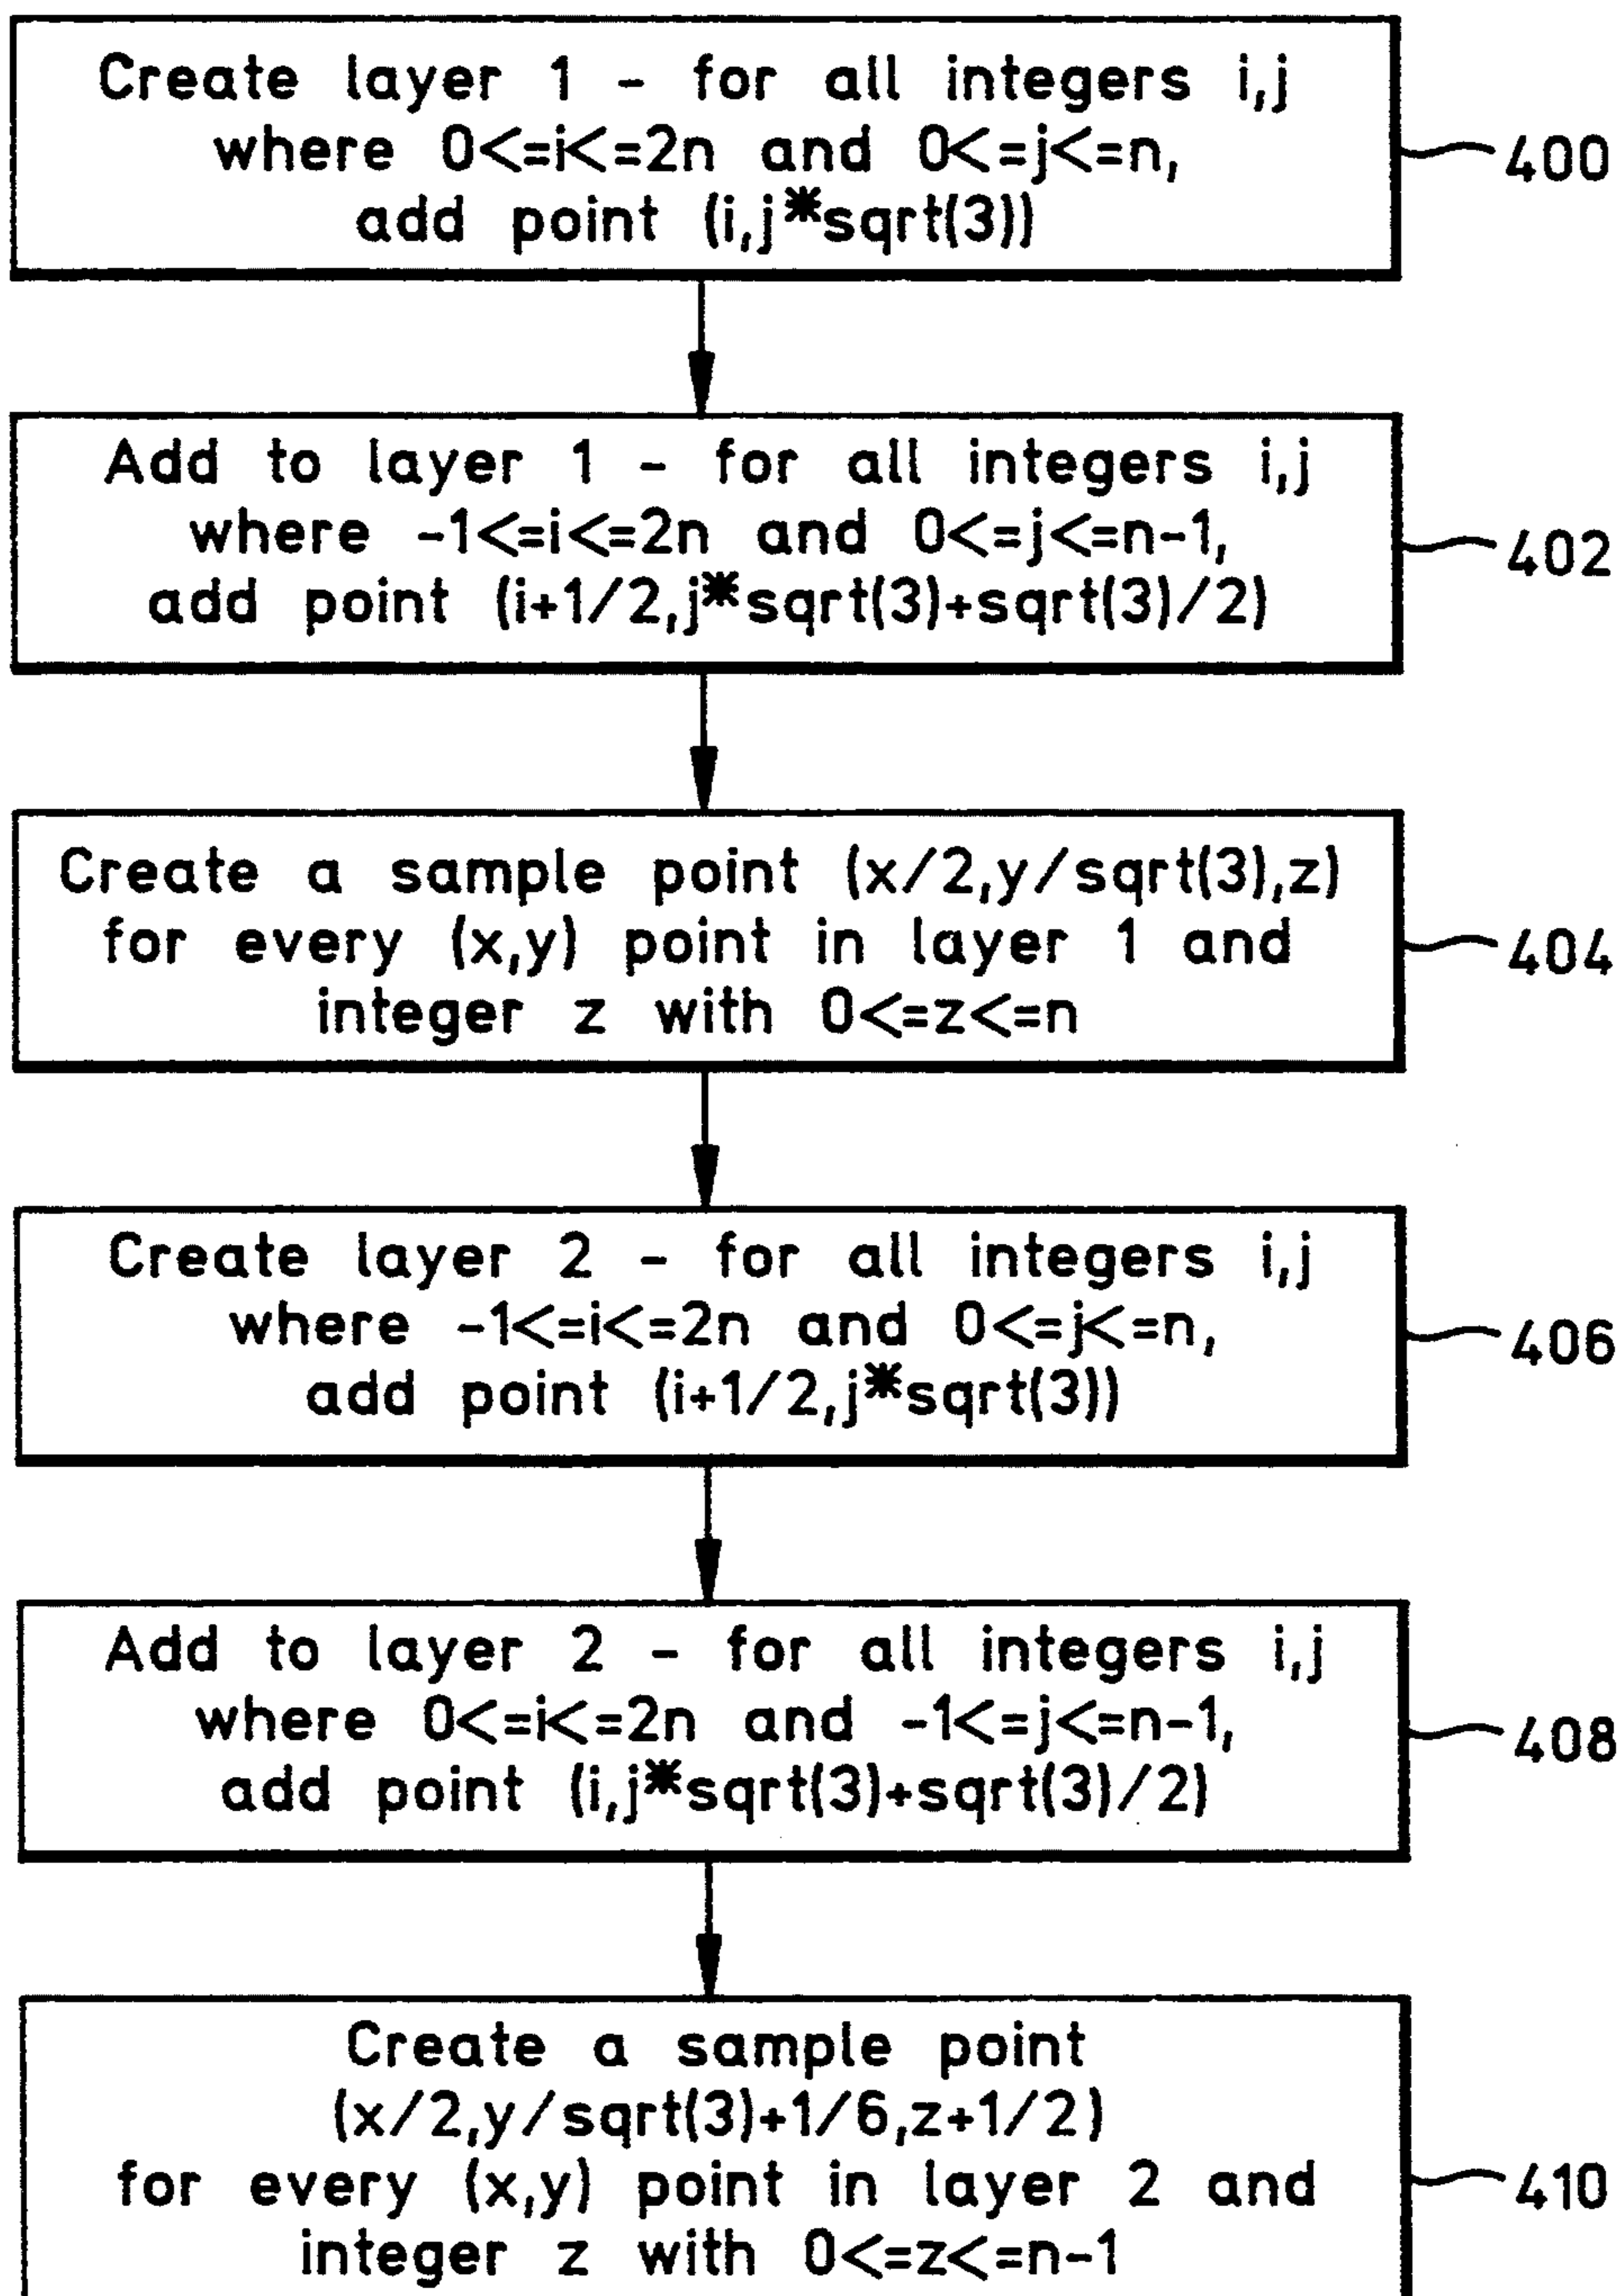 Create layer 1 - for all integers i,j
where 0<=i<=2n and 0<=j<=n,
add point (i,j*sqrt(3))
400
Add to layer 1 - for all integers i,j
where -1<=i<=2n and 0<=j<=n-1,
add point (i+1/2,j*sqrt(3)+sqrt(3)/2)
402
Create a sample point (x/2,y/sqrt(3),z)
for every (x,y) point in layer 1 and
integer z with 0<=z<=n
404
Create layer 2 - for all integers i,j
where -1<=i<=2n and 0<=j<=n,
add point (i+1/2,j*sqrt(3))
406
Add to layer 2 - for all integers i,j
where 0<=i<=2n and -1<=j<=n-1,
add point (i,j*sqrt(3)+sqrt(3)/2)
408
Create a sample point
(x/2,y/sqrt(3)+1/6,z+1/2)
for every (x,y) point in layer 2 and
integer z with 0<=z<=n-1
410